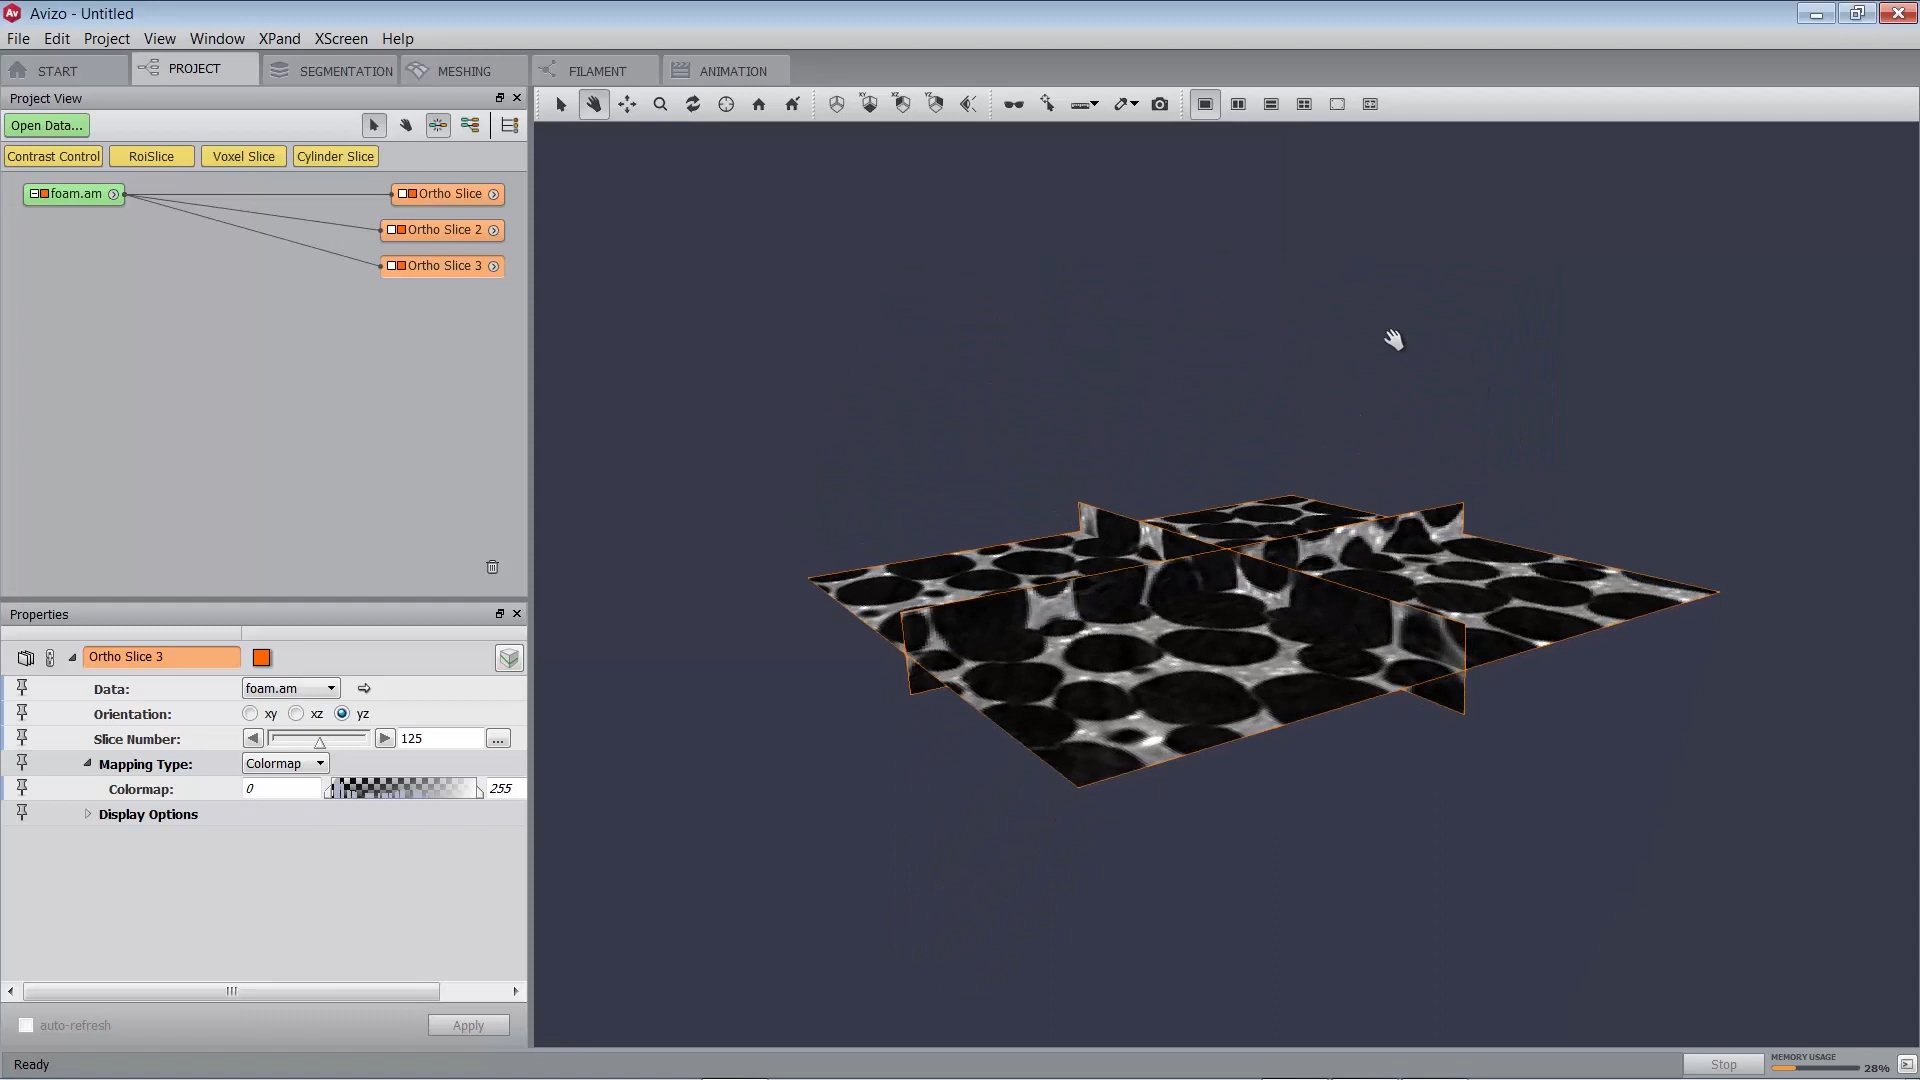 Avizo - Untitled
File Edit Project View Window XPand XScreen Help
START PROJECT SEGMENTATION MESHING FILAMENT ANIMATION
Project View
Open Data...
XY XZ YZ
Contrast Control RoiSlice Voxel Slice Cylinder Slice
foam.am Ortho Slice
Ortho Slice 2
Ortho Slice 3
Properties
Ortho Slice 3
Data: foam.am
Orientation: xy xz yz
Slice Number: 125 ...
Mapping Type: Colormap
Colormap: 0 255
Display Options
auto-refresh Apply
Ready Stop MEMORY USAGE 28%